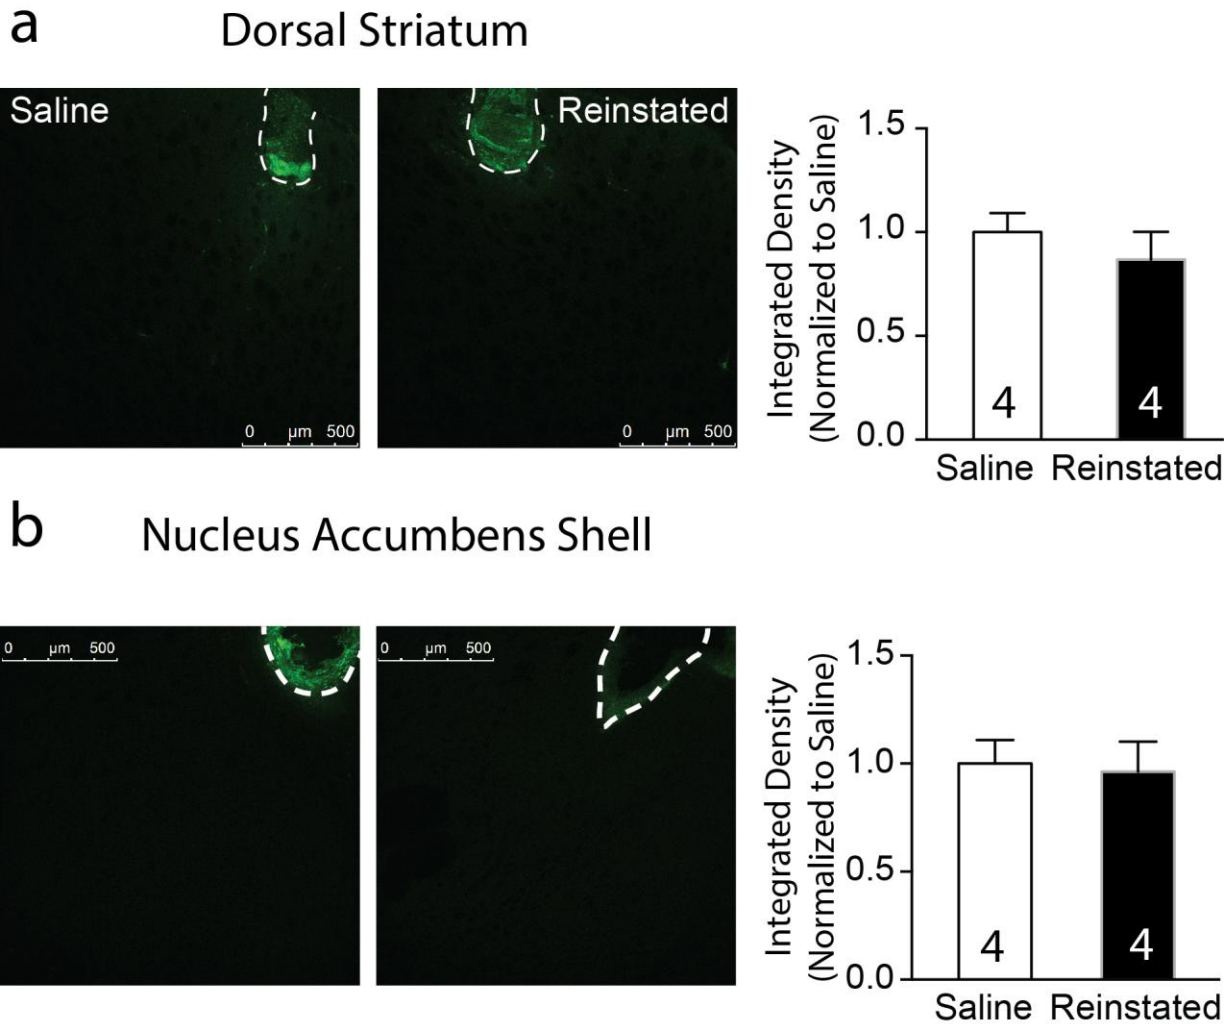 a
Dorsal Striatum
Saline
Reinstated
0 µm 500
0 µm 500
Integrated Density
(Normalized to Saline)
1.5
1.0
0.5
0.0
4
4
Saline Reinstated
b
Nucleus Accumbens Shell
0 µm 500
0 µm 500
Integrated Density
(Normalized to Saline)
1.5
1.0
0.5
0.0
4
4
Saline Reinstated